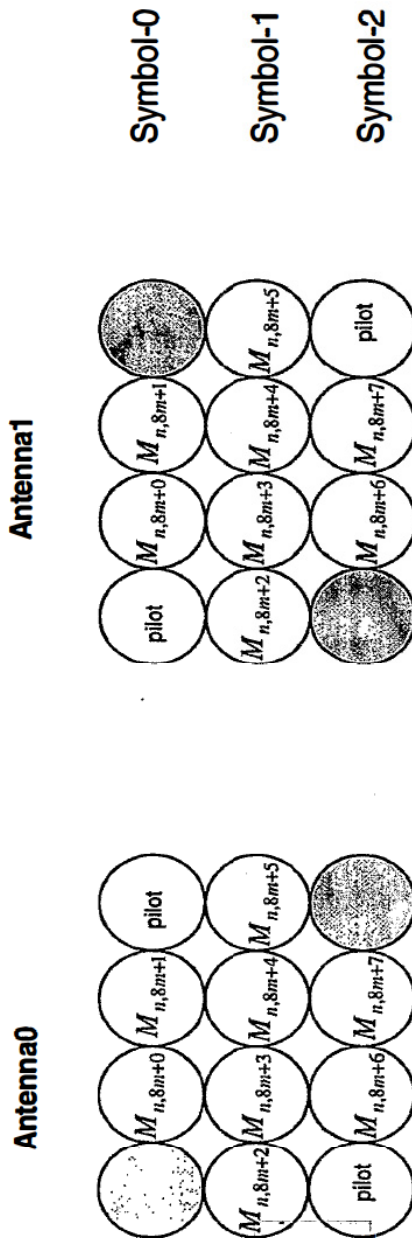 Antenna0 Antenna1
M n,8m+0 M n,8m+1 pilot pilot M n,8m+0 M n,8m+1 Symbol-0
M n,8m+2 M n,8m+3 M n,8m+4 M n,8m+5 M n,8m+2 M n,8m+3 M n,8m+4 M n,8m+5 Symbol-1
pilot M n,8m+6 M n,8m+7 M n,8m+6 M n,8m+7 pilot Symbol-2